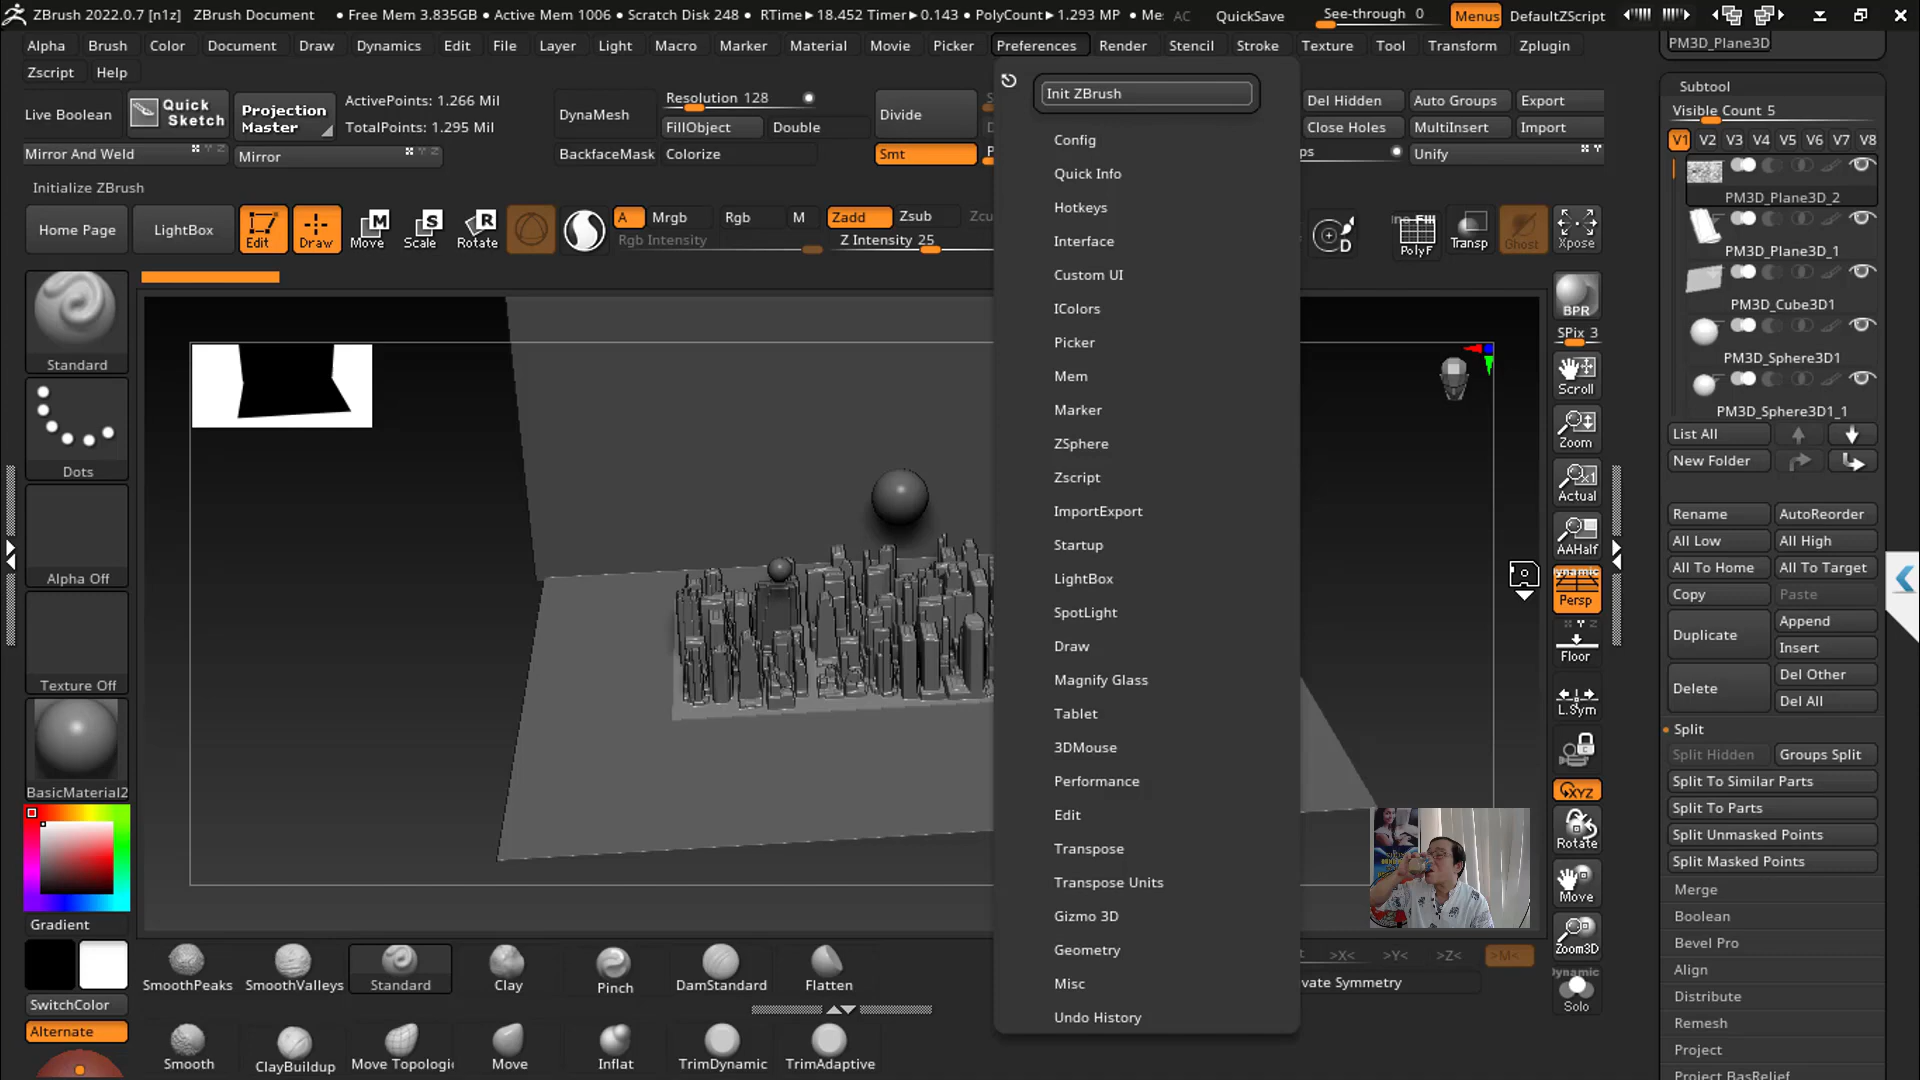 ZBrush 2022.0.7 [n1z] ZBrush Document • Free Mem 3.835GB • Active Mem 1006 • Scratch Disk 248 • RTime▶18.452 Timer▶0.143 • PolyCount▶1.293 MP • Me: AC QuickSave See-through 0 Menus DefaultZScript
Alpha Brush Color Document Draw Dynamics Edit File Layer Light Macro Marker Material Movie Picker Preferences Render Stencil Stroke Texture Tool Transform Zplugin
Zscript Help
Live Boolean
Quick Sketch
Projection Master
ActivePoints: 1.266 Mil
TotalPoints: 1.295 Mil
DynaMesh
Resolution 128
FillObject
Double
BackfaceMask
Colorize
Divide
Smt
Mirror And Weld
Mirror
Del Hidden
Auto Groups
Export
Close Holes
MultiInsert
Import
ps
Unify
Initialize ZBrush
Home Page
LightBox
Edit
Draw
Move
Scale
Rotate
A
Mrgb
Rgb
M
Zadd
Zsub
Zcu
Rgb Intensity
Z Intensity 25
D
PolyF
Transp
Ghost
Xpose
Init ZBrush
Config
Quick Info
Hotkeys
Interface
Custom UI
IColors
Picker
Mem
Marker
ZSphere
Zscript
ImportExport
Startup
LightBox
SpotLight
Draw
Magnify Glass
Tablet
3DMouse
Performance
Edit
Transpose
Transpose Units
Gizmo 3D
Geometry
Misc
Undo History
Standard
Dots
Alpha Off
Texture Off
BasicMaterial2
Gradient
SwitchColor
Alternate
SmoothPeaks
SmoothValleys
Standard
Clay
Pinch
DamStandard
Flatten
Smooth
ClayBuildup
Move Topologic
Move
Inflat
TrimDynamic
TrimAdaptive
>X<
>Y<
>Z<
>M<
vate Symmetry
BPR
SPix 3
Scroll
Zoom
Actual
AAHalf
Dynamic
Persp
Floor
L.Sym
XYZ
Rotate
Move
Zoom3D
Dynamic
Solo
PM3D_Plane3D
Subtool
Visible Count 5
V1 V2 V3 V4 V5 V6 V7 V8
PM3D_Plane3D_2
PM3D_Plane3D_1
PM3D_Cube3D1
PM3D_Sphere3D1
PM3D_Sphere3D1_1
List All
New Folder
Rename
AutoReorder
All Low
All High
All To Home
All To Target
Copy
Paste
Duplicate
Append
Insert
Delete
Del Other
Del All
Split
Split Hidden
Groups Split
Split To Similar Parts
Split To Parts
Split Unmasked Points
Split Masked Points
Merge
Boolean
Bevel Pro
Align
Distribute
Remesh
Project
Project BasRelief